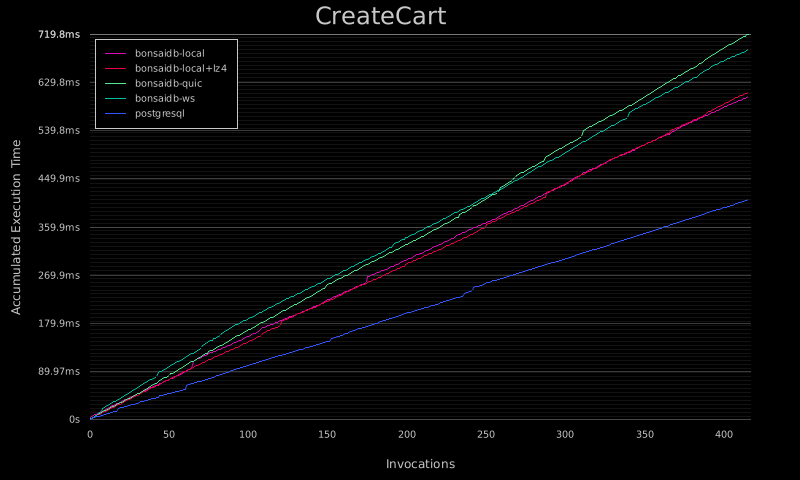 CreateCart
719.8ms
629.8ms
539.8ms
449.9ms
359.9ms
269.9ms
179.9ms
89.97ms
0s
bonsaidb-local
bonsaidb-local+lz4
bonsaidb-quic
bonsaidb-ws
postgresql
Accumulated Execution Time
0 50 100 150 200 250 300 350 400
Invocations